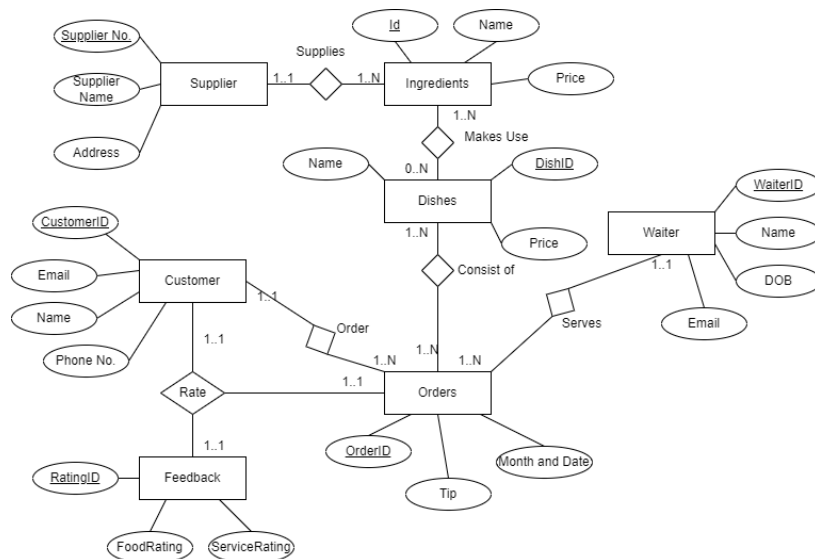 Supplier No.
Supplier
Name
Address
Supplier
1..1
Supplies
1..N
Ingredients
Id
Name
Price
1..N
Makes Use
0..N
Name
Dishes
DishID
Price
1..N
Consist of
1..N
CustomerID
Email
Name
Phone No.
Customer
1..1
Order
1..N
1..N
Serves
1..1
Waiter
WaiterID
Name
DOB
Email
1..1
Rate
1..1
1..1
Orders
OrderID
Tip
Month and Date
RatingID
Feedback
FoodRating
ServiceRating